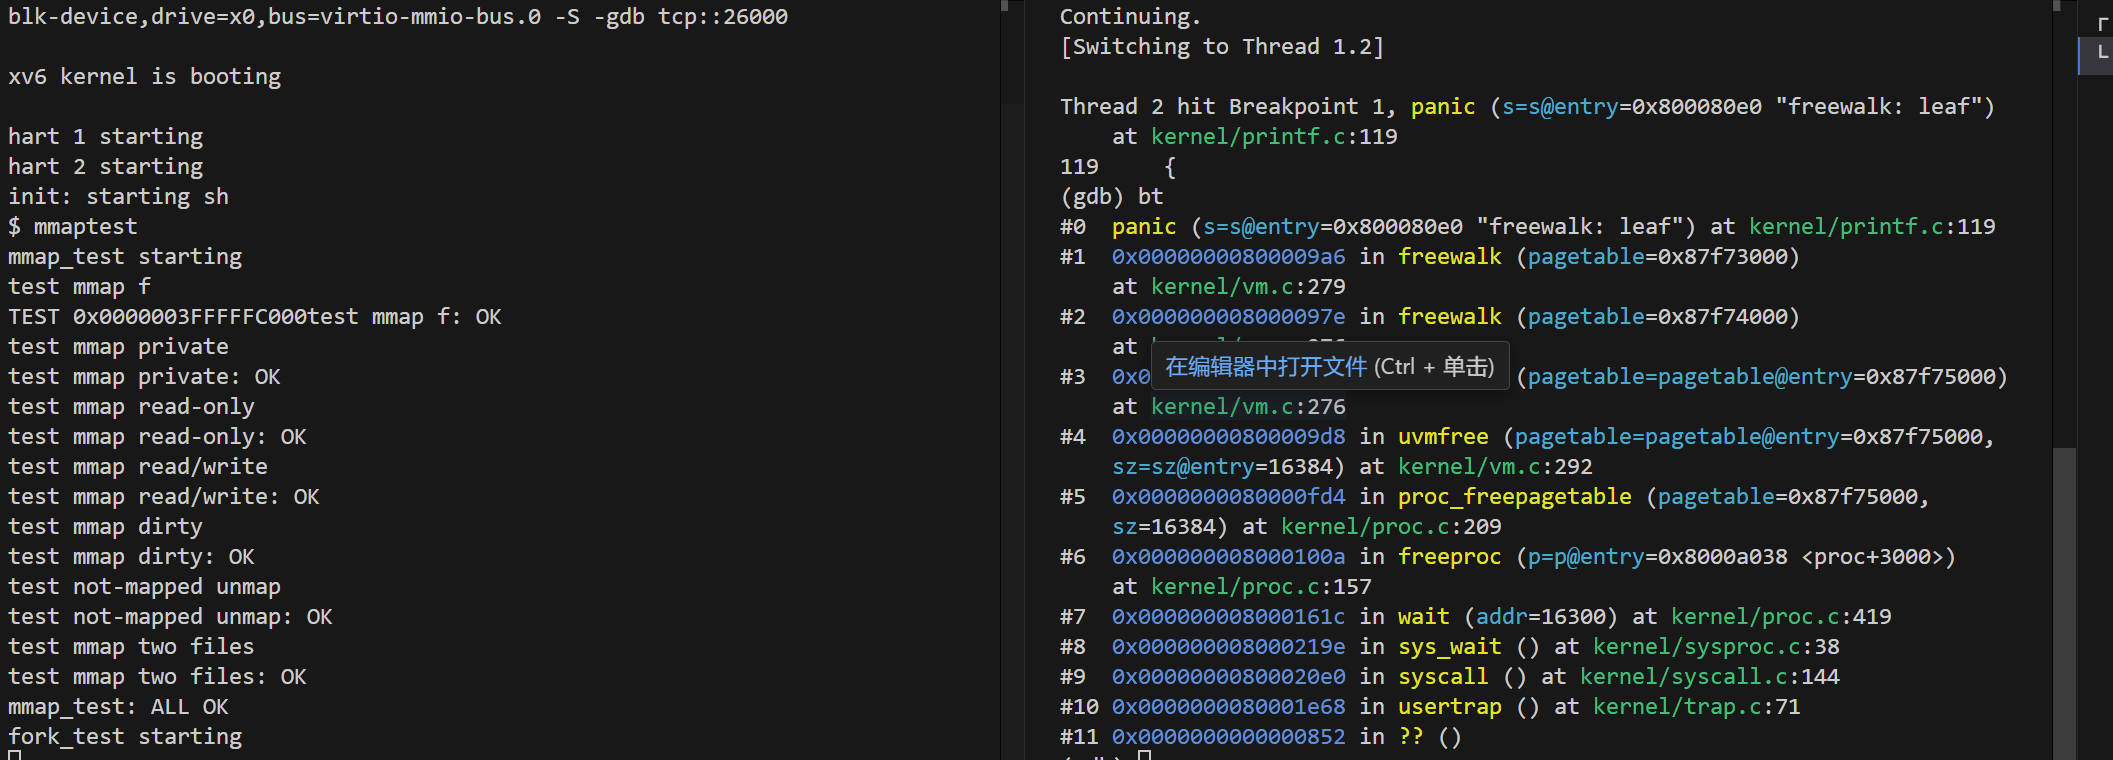 blk-device,drive=x0,bus=virtio-mmio-bus.0 -S -gdb tcp::26000
xv6 kernel is booting
hart 1 starting
hart 2 starting
init: starting sh
$ mmaptest
mmap_test starting
test mmap f
TEST 0x0000003FFFFFC000test mmap f: OK
test mmap private
test mmap private: OK
test mmap read-only
test mmap read-only: OK
test mmap read/write
test mmap read/write: OK
test mmap dirty
test mmap dirty: OK
test not-mapped unmap
test not-mapped unmap: OK
test mmap two files
test mmap two files: OK
mmap_test: ALL OK
fork_test starting
Continuing.
[Switching to Thread 1.2]
Thread 2 hit Breakpoint 1, panic (s=s@entry=0x800080e0 "freewalk: leaf")
at kernel/printf.c:119
119 {
(gdb) bt
#0 panic (s=s@entry=0x800080e0 "freewalk: leaf") at kernel/printf.c:119
#1 0x00000000800009a6 in freewalk (pagetable=0x87f73000)
at kernel/vm.c:279
#2 0x000000008000097e in freewalk (pagetable=0x87f74000)
at
在编辑器中打开文件 (Ctrl + 单击)
#3 0x0 (pagetable=pagetable@entry=0x87f75000)
at kernel/vm.c:276
#4 0x00000000800009d8 in uvmfree (pagetable=pagetable@entry=0x87f75000,
sz=sz@entry=16384) at kernel/vm.c:292
#5 0x0000000080000fd4 in proc_freepagetable (pagetable=0x87f75000,
sz=16384) at kernel/proc.c:209
#6 0x000000008000100a in freeproc (p=p@entry=0x8000a038 <proc+3000>)
at kernel/proc.c:157
#7 0x000000008000161c in wait (addr=16300) at kernel/proc.c:419
#8 0x000000008000219e in sys_wait () at kernel/sysproc.c:38
#9 0x00000000800020e0 in syscall () at kernel/syscall.c:144
#10 0x0000000080001e68 in usertrap () at kernel/trap.c:71
#11 0x0000000000000852 in ?? ()